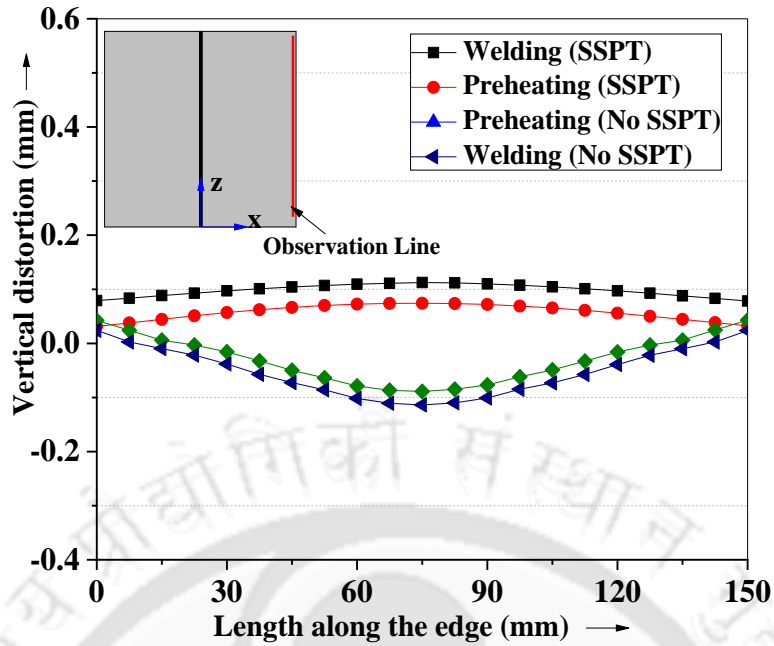 0.6
0.4
0.2
0.0
-0.2
-0.4
Vertical distortion (mm)
Welding (SSPT)
Preheating (SSPT)
Preheating (No SSPT)
Welding (No SSPT)
z
x
Observation Line
0 30 60 90 120 150
Length along the edge (mm)